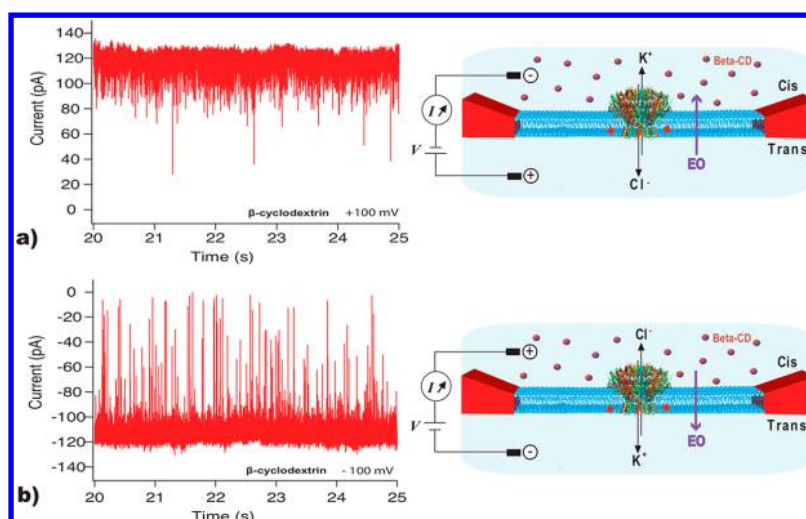 140
120
100
80
60
40
20
0
Current (pA)
β-cyclodextrin +100 mV
20 21 22 23 24 25
Time (s)
a)
K⁺
Beta-CD
Cis
-
I
V
EO
Trans
+
Cl⁻
0
-20
-40
-60
-80
-100
-120
-140
Current (pA)
β-cyclodextrin - 100 mV
20 21 22 23 24 25
Time (s)
b)
Cl⁻
Beta-CD
Cis
+
I
V
EO
Trans
-
K⁺